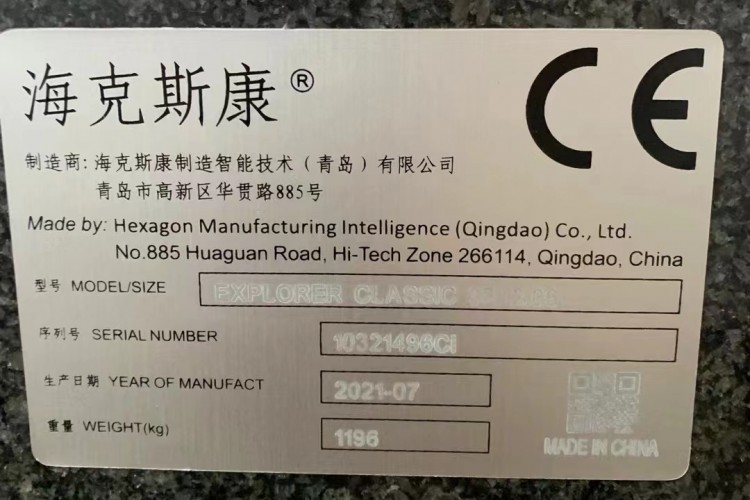 海克斯康®
CE
制造商: 海克斯康制造智能技术（青岛）有限公司
青岛市高新区华贯路885号
Made by: Hexagon Manufacturing Intelligence (Qingdao) Co., Ltd.
No.885 Huaguan Road, Hi-Tech Zone 266114, Qingdao, China
型号 MODEL/SIZE EXPLORER CLASSIC
序列号 SERIAL NUMBER 10321496CI
生产日期 YEAR OF MANUFACT 2021-07
重量 WEIGHT(kg) 1196
MADE IN CHINA